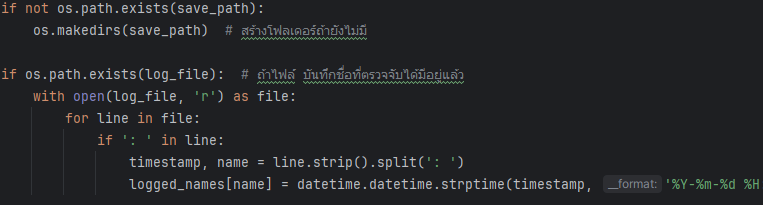 if not os.path.exists(save_path):
    os.makedirs(save_path)  # สร้างโฟลเดอร์ถ้ายังไม่มี
if os.path.exists(log_file):  # ถ้าไฟล์ บันทึกชื่อที่ตรวจจับได้มีอยู่แล้ว
    with open(log_file, 'r') as file:
        for line in file:
            if ': ' in line:
                timestamp, name = line.strip().split(': ')
                logged_names[name] = datetime.datetime.strptime(timestamp, __format: '%Y-%m-%d %H